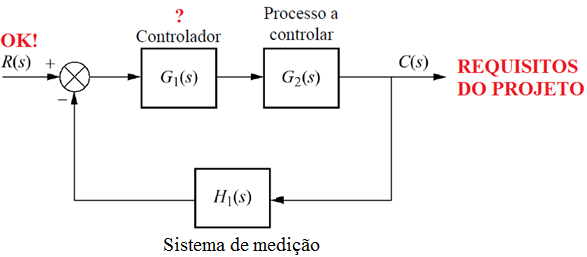 ?
Processo a
controlar
OK!
Controlador
R(s)
+
−
G₁(s)
G₂(s)
C(s)
REQUISITOS
DO PROJETO
H₁(s)
Sistema de medição